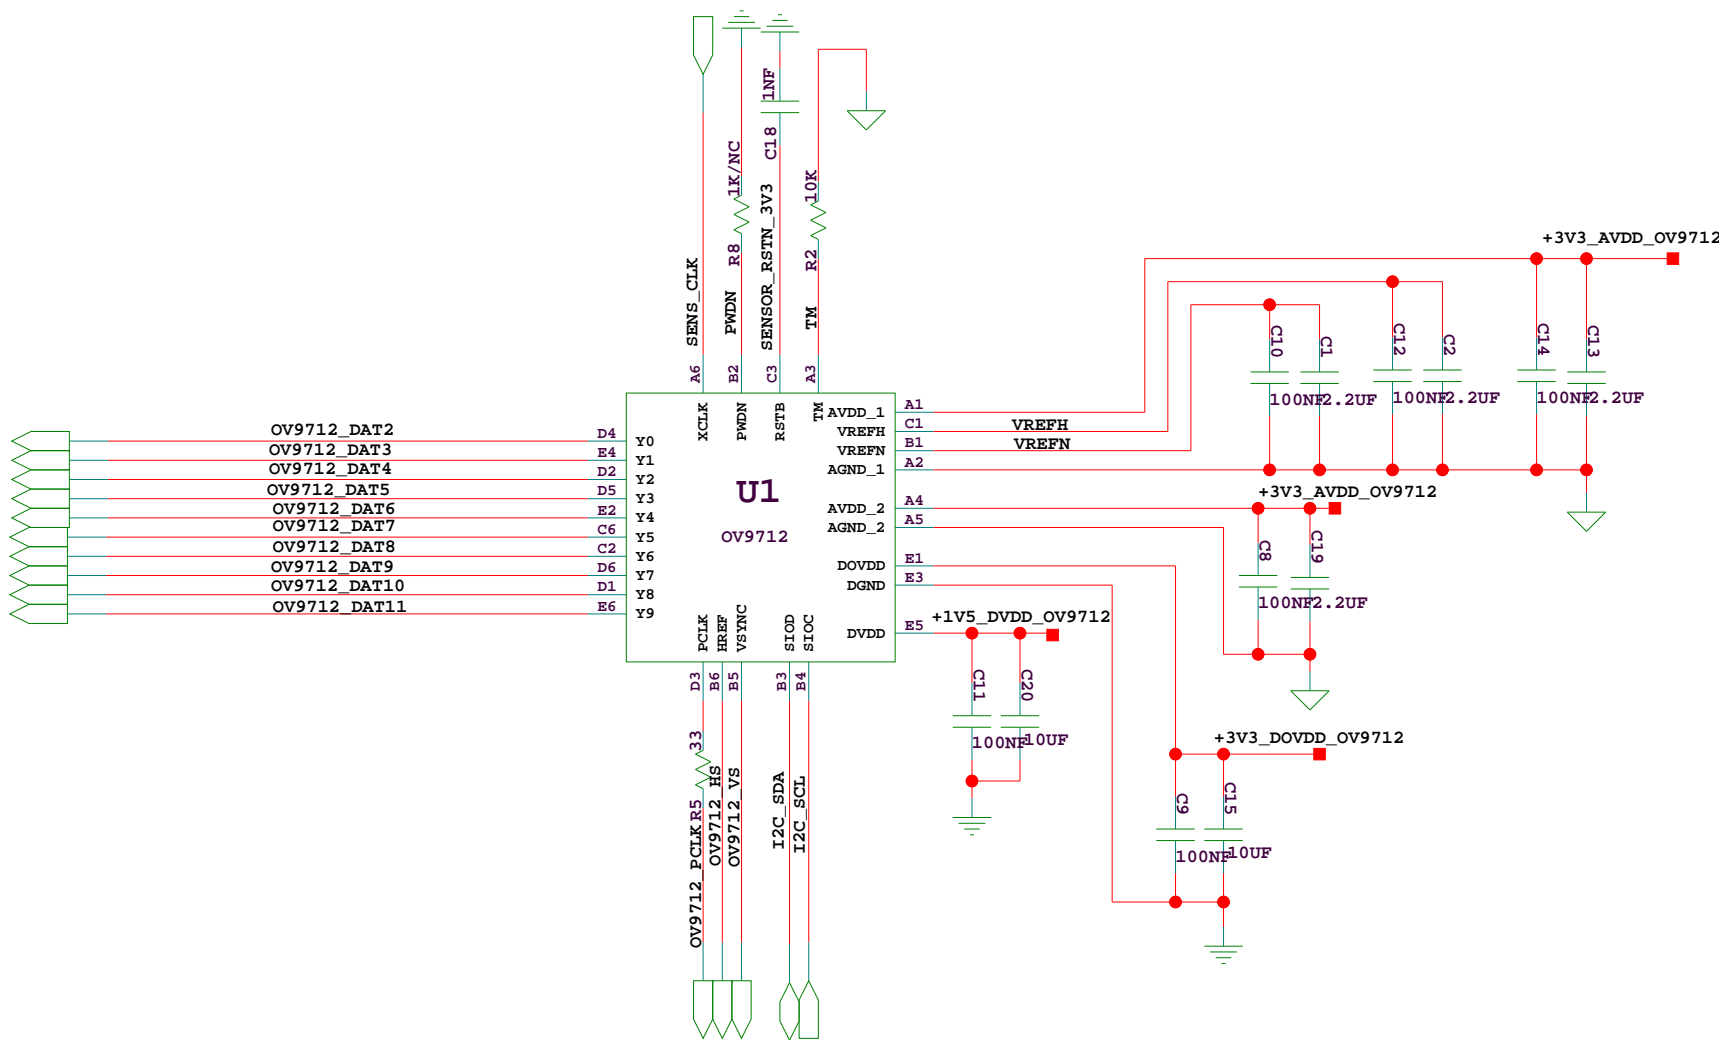 1NF
C18
1K/NC
R8
10K
R2
SENS_CLK
PWDN
SENSOR_RSTN_3V3
TM
A6
B2
C3
A3
XCLK
PWDN
RSTB
TM
+3V3_AVDD_OV9712
C10
C1
C12
C2
C14
C13
100NF
2.2UF
100NF
2.2UF
100NF
2.2UF
OV9712_DAT2 D4 Y0
OV9712_DAT3 E4 Y1
OV9712_DAT4 D2 Y2
OV9712_DAT5 D5 Y3
OV9712_DAT6 E2 Y4
OV9712_DAT7 C6 Y5
OV9712_DAT8 C2 Y6
OV9712_DAT9 D6 Y7
OV9712_DAT10 D1 Y8
OV9712_DAT11 E6 Y9
U1
OV9712
AVDD_1 A1
VREFH C1 VREFH
VREFN B1 VREFN
AGND_1 A2
AVDD_2 A4
+3V3_AVDD_OV9712
AGND_2 A5
DOVDD E1
DGND E3
DVDD E5
+1V5_DVDD_OV9712
C8
C19
100NF
2.2UF
C11
C20
100NF
10UF
+3V3_DOVDD_OV9712
C9
C15
100NF
10UF
PCLK
HREF
VSYNC
SIOD
SIOC
D3
B6
B5
B3
B4
33
R5
OV9712_PCLK
OV9712_HS
OV9712_VS
I2C_SDA
I2C_SCL